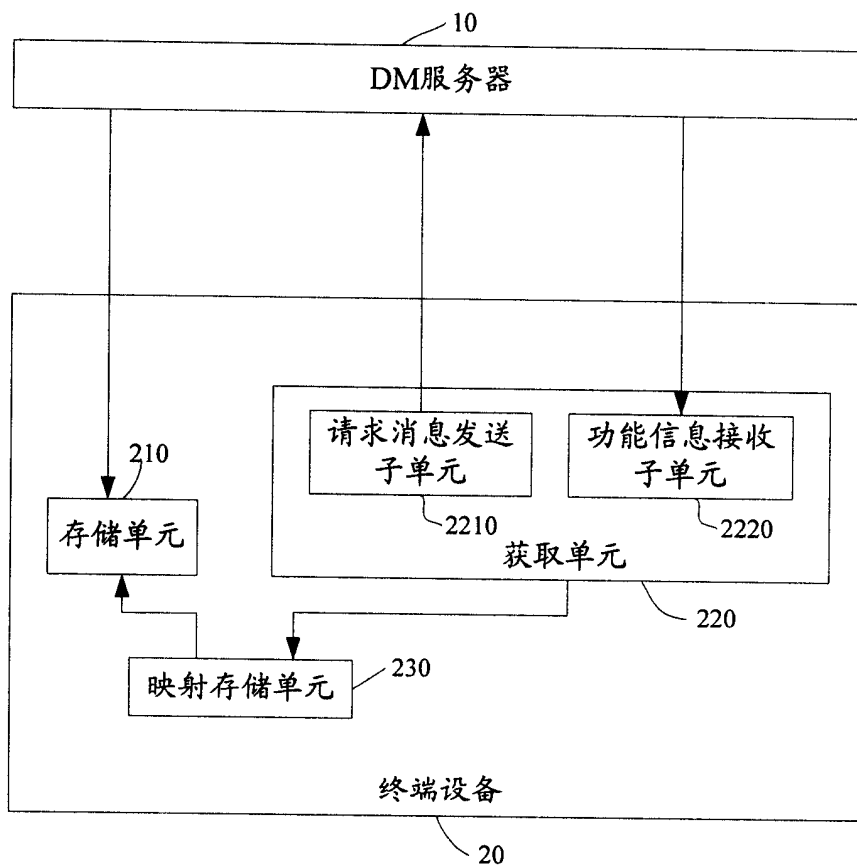 10
DM服务器
请求消息发送
子单元
功能信息接收
子单元
210
2210
2220
存储单元
获取单元
220
230
映射存储单元
终端设备
20